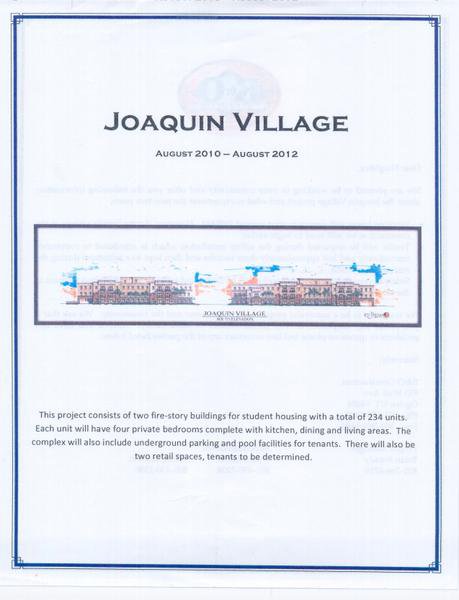 JOAQUIN VILLAGE
AUGUST 2010 – AUGUST 2012
JOAQUIN VILLAGE
SOUTH ELEVATION
This project consists of two fire-story buildings for student housing with a total of 234 units.
Each unit will have four private bedrooms complete with kitchen, dining and living areas. The
complex will also include underground parking and pool facilities for tenants. There will also be
two retail spaces, tenants to be determined.